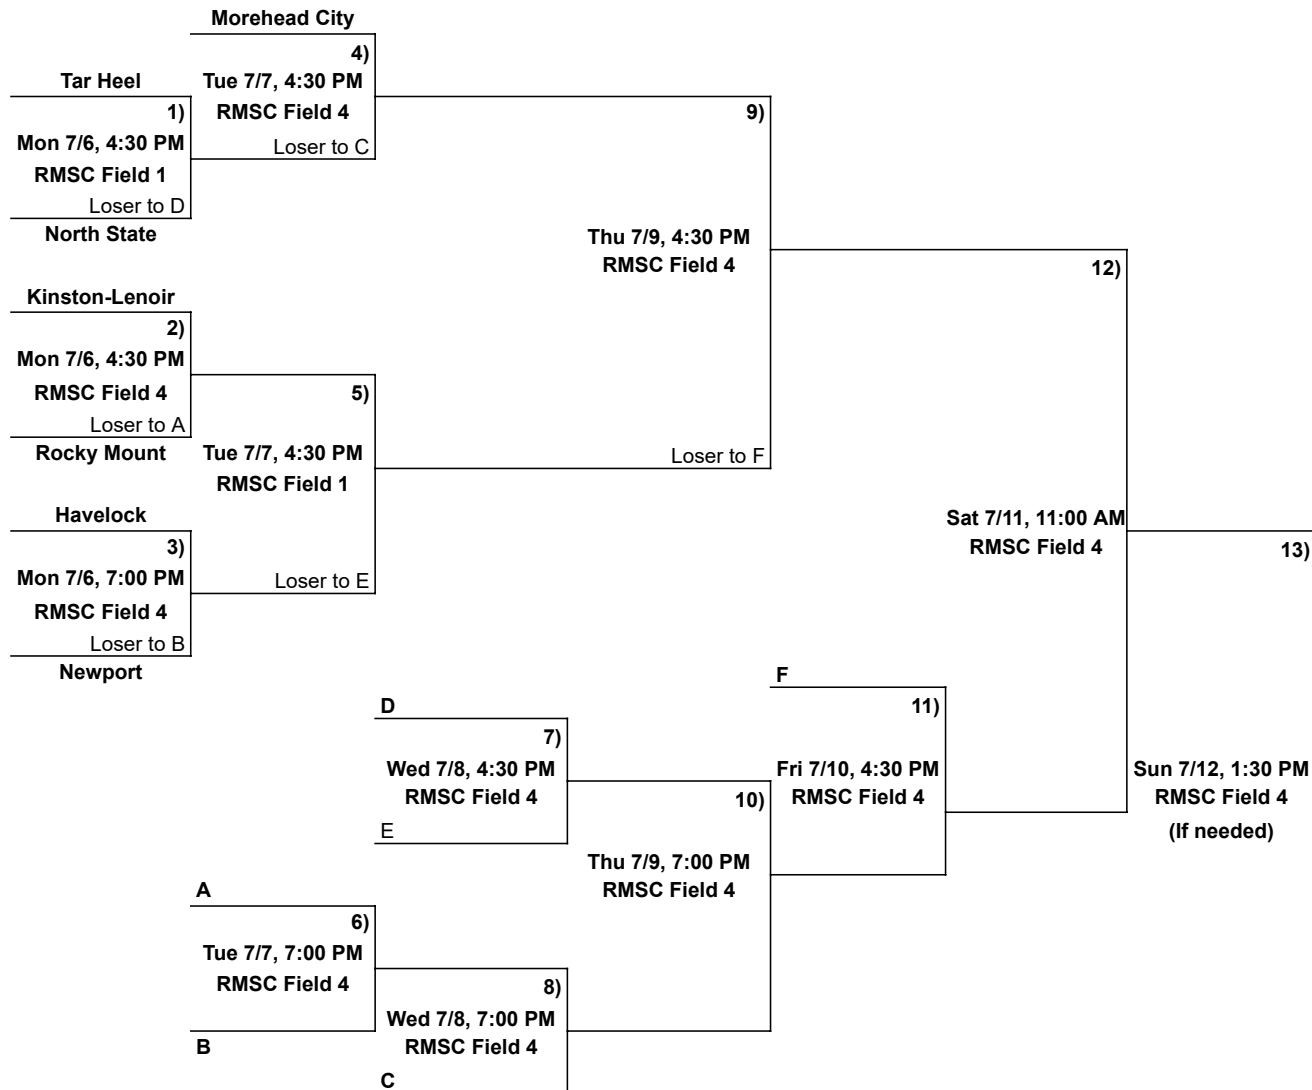 Morehead City
4)
Tue 7/7, 4:30 PM
RMSC Field 4
Loser to C
Tar Heel
1)
Mon 7/6, 4:30 PM
RMSC Field 1
Loser to D
North State
9)
Thu 7/9, 4:30 PM
RMSC Field 4
Loser to F
Kinston-Lenoir
2)
Mon 7/6, 4:30 PM
RMSC Field 4
Loser to A
Rocky Mount
5)
Tue 7/7, 4:30 PM
RMSC Field 1
Loser to E
Havelock
3)
Mon 7/6, 7:00 PM
RMSC Field 4
Loser to B
Newport
12)
Sat 7/11, 11:00 AM
RMSC Field 4
13)
Sun 7/12, 1:30 PM
RMSC Field 4
(If needed)
F
11)
Fri 7/10, 4:30 PM
RMSC Field 4
D
7)
Wed 7/8, 4:30 PM
RMSC Field 4
E
10)
Thu 7/9, 7:00 PM
RMSC Field 4
A
6)
Tue 7/7, 7:00 PM
RMSC Field 4
B
8)
Wed 7/8, 7:00 PM
RMSC Field 4
C